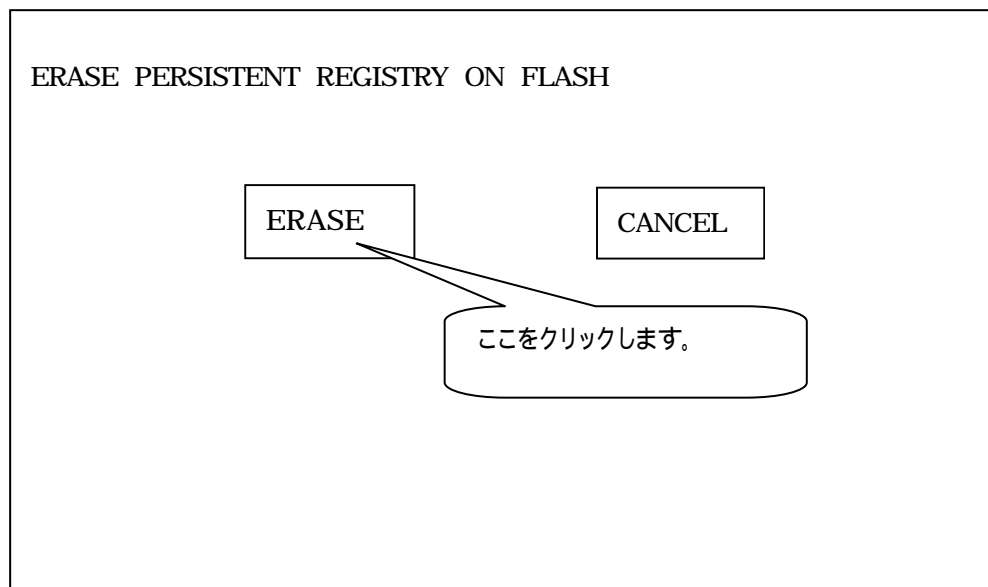 ERASE PERSISTENT REGISTRY ON FLASH
ERASE
CANCEL
ここをクリックします。